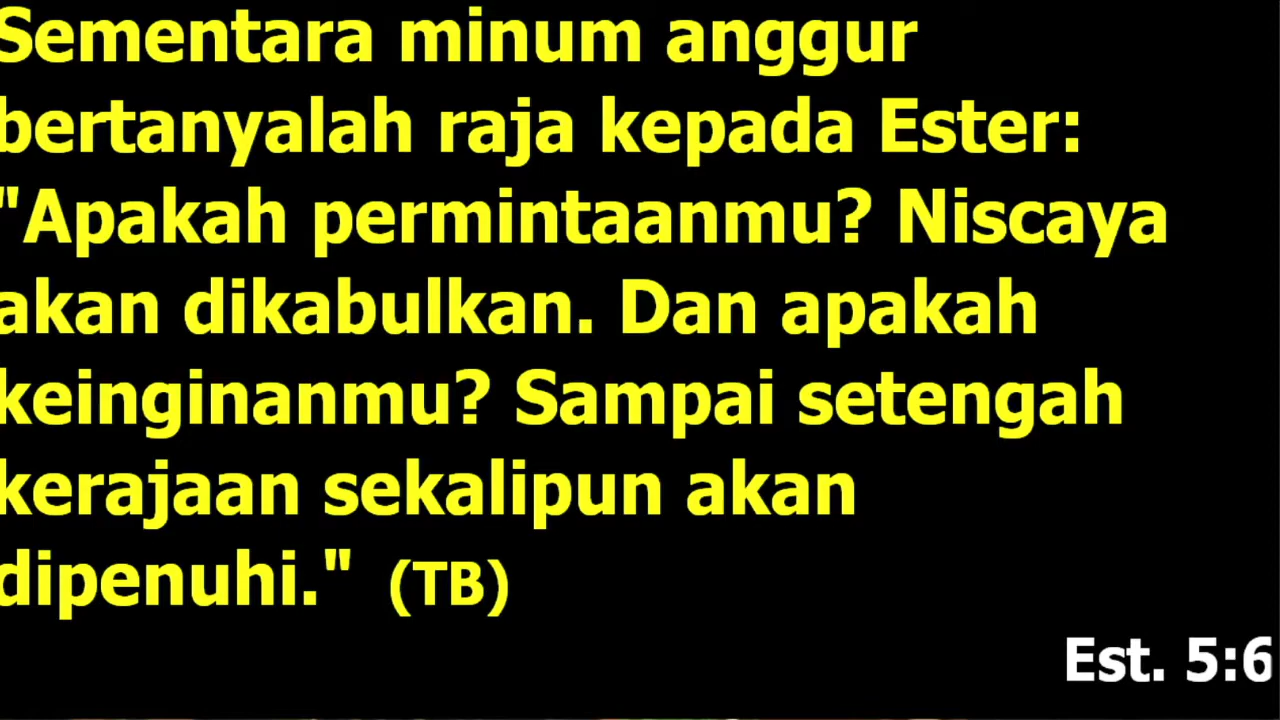 Sementara minum anggur
bertanyalah raja kepada Ester:
"Apakah permintaanmu? Niscaya
akan dikabulkan. Dan apakah
keinginanmu? Sampai setengah
kerajaan sekalipun akan
dipenuhi." (TB)
Est. 5:6